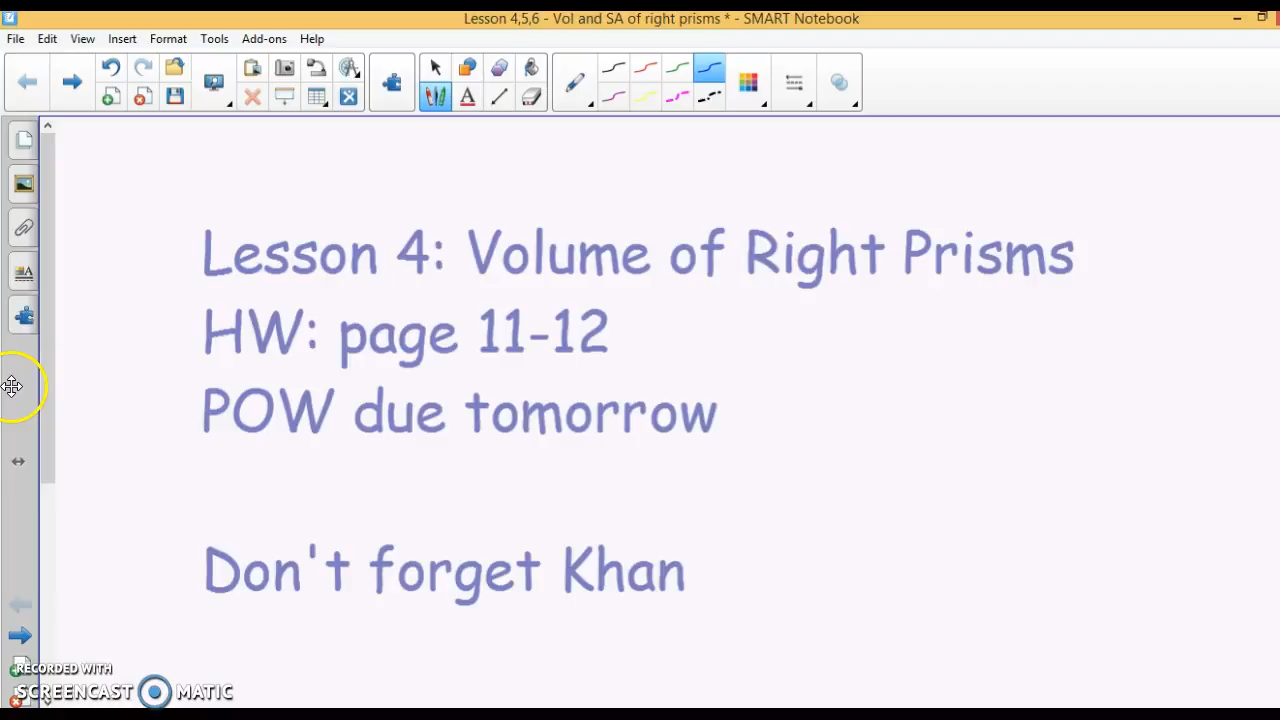 Lesson 4,5,6 - Vol and SA of right prisms * - SMART Notebook
File Edit View Insert Format Tools Add-ons Help
Lesson 4: Volume of Right Prisms
HW: page 11-12
POW due tomorrow
Don't forget Khan
RECORDED WITH
SCREENCAST MATIC